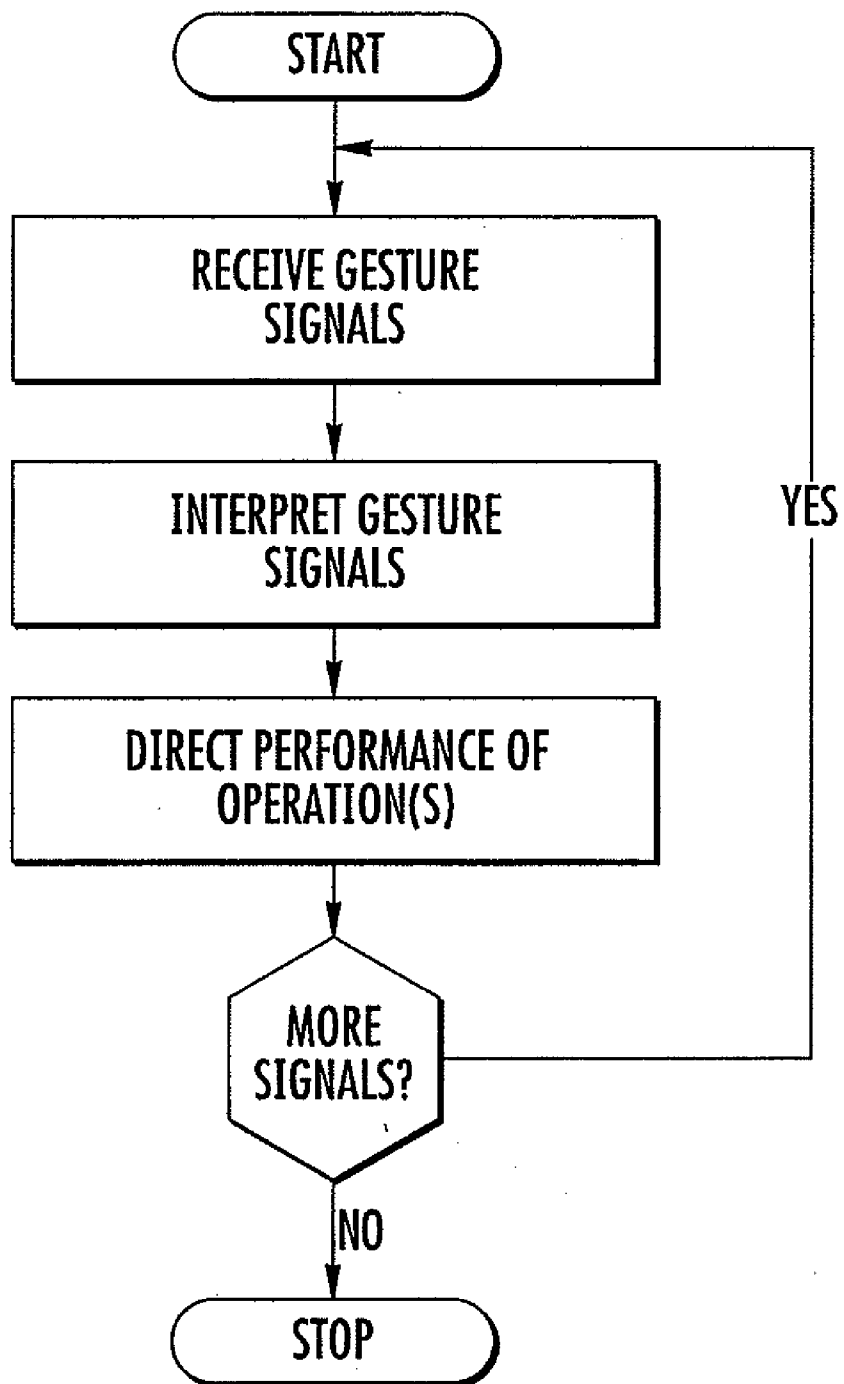 START
RECEIVE GESTURE
SIGNALS
INTERPRET GESTURE
SIGNALS
YES
DIRECT PERFORMANCE OF
OPERATION(S)
MORE
SIGNALS?
NO
STOP